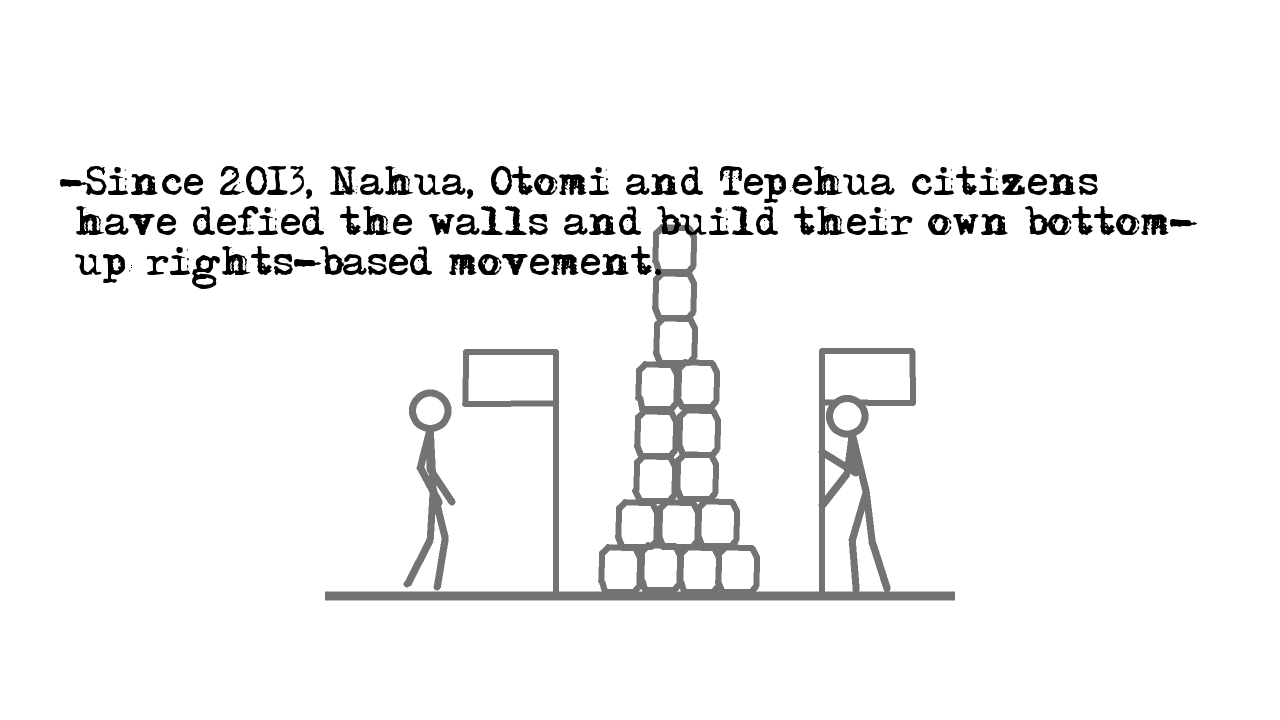 -Since 2013, Nahua, Otomi and Tepehua citizens
have defied the walls and build their own bottom-
up rights-based movement.